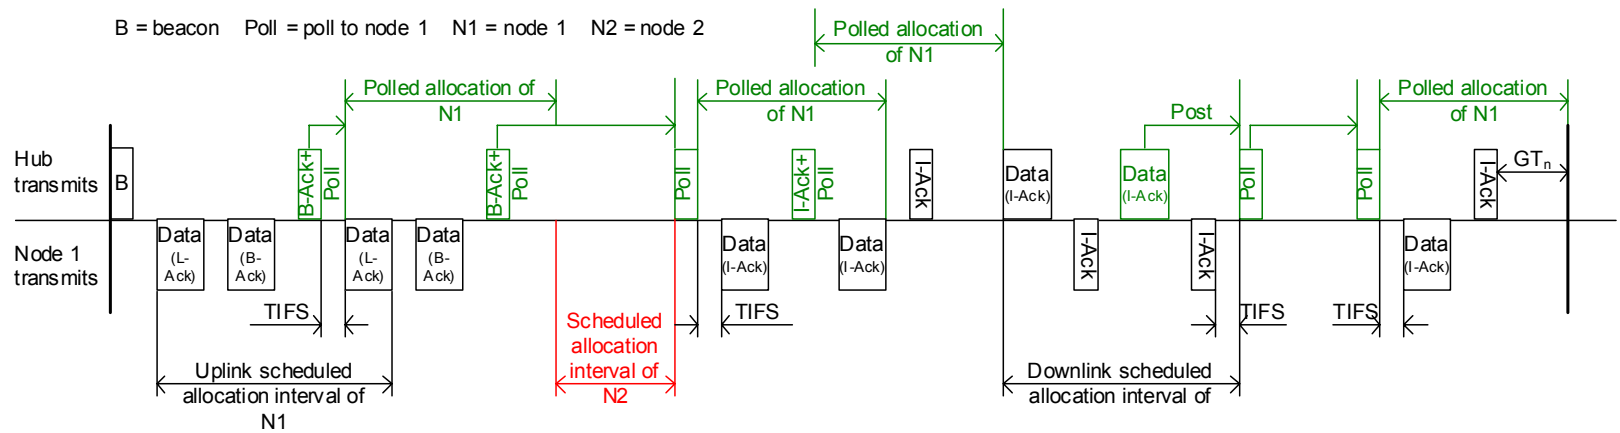 B = beacon Poll = poll to node 1 N1 = node 1 N2 = node 2
Polled allocation
of N1
Polled allocation of
N1
Polled allocation
of N1
Post
Polled allocation
of N1
Hub
transmits
B
B-Ack+
Poll
B-Ack+
Poll
Poll
I-Ack+
Poll
I-Ack
Data
(I-Ack)
Data
(I-Ack)
Poll
Poll
I-Ack
GTn
Node 1
transmits
Data
(L-
Ack)
Data
(B-
Ack)
Data
(L-
Ack)
Data
(B-
Ack)
Data
(I-Ack)
Data
(I-Ack)
I-Ack
I-Ack
Data
(I-Ack)
TIFS
TIFS
TIFS
TIFS
Scheduled
allocation
interval of
N2
Uplink scheduled
allocation interval of
N1
Downlink scheduled
allocation interval of